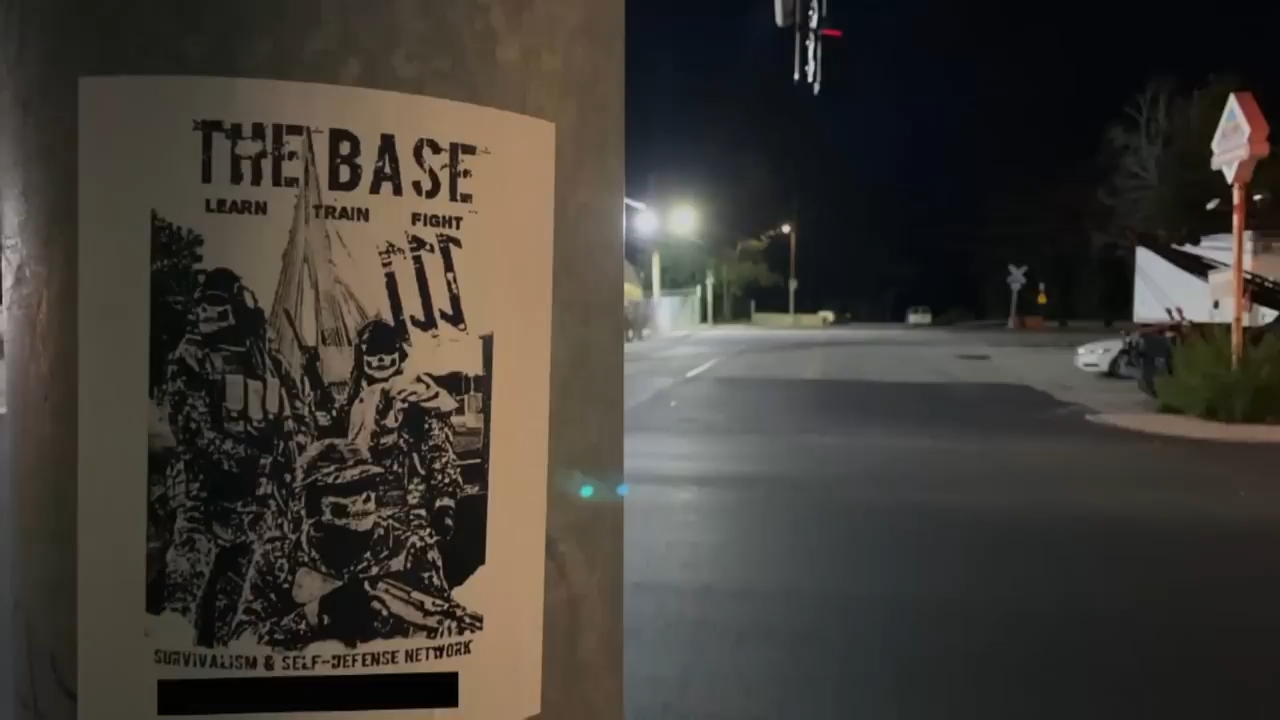 THE BASE
LEARN TRAIN FIGHT
SURVIVALISM & SELF-DEFENSE NETWORK